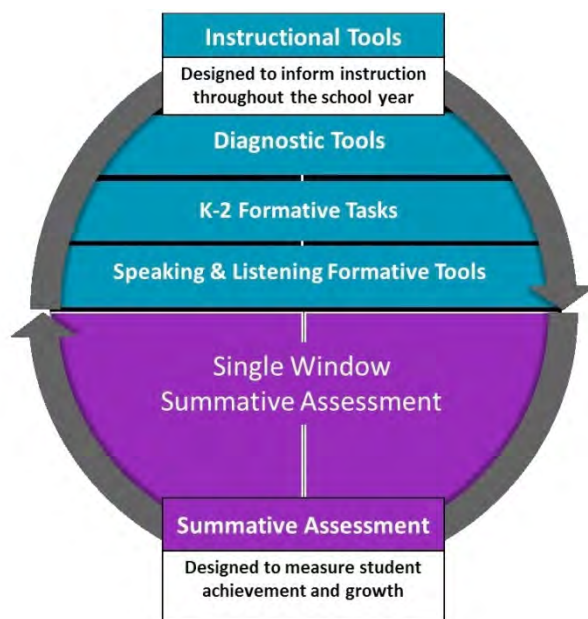 Instructional Tools
Designed to inform instruction
throughout the school year
Diagnostic Tools
K-2 Formative Tasks
Speaking & Listening Formative Tools
Single Window
Summative Assessment
Summative Assessment
Designed to measure student
achievement and growth